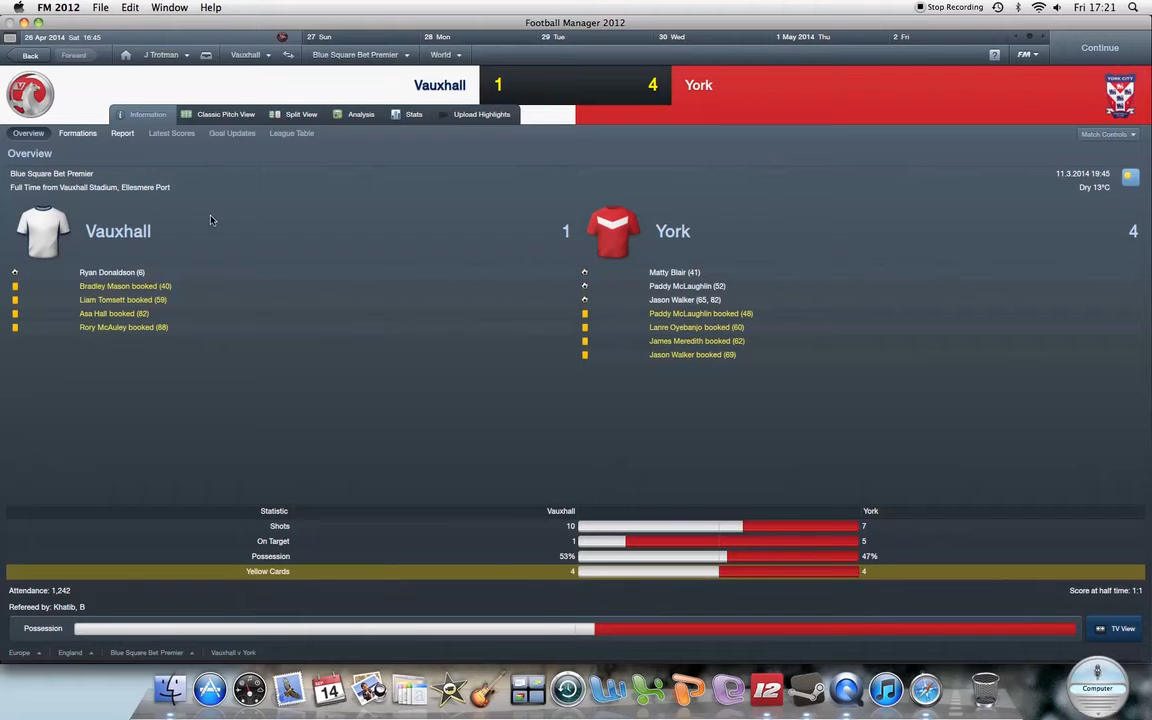 FM 2012 File Edit Window Help Stop Recording Fri 17:21
Football Manager 2012
26 Apr 2014 Sat 16:45 27 Sun 28 Mon 29 Tue 30 Wed 1 May 2014 Thu 2 Fri
Back Forward J Trotman Vauxhall Blue Square Bet Premier World ? FM Continue
Vauxhall 1 4 York
YORK CITY
Information Classic Pitch View Split View Analysis Stats Upload Highlights
Overview Formations Report Latest Scores Goal Updates League Table Match Controls
Overview
Blue Square Bet Premier 11.3.2014 19:45
Full Time from Vauxhall Stadium, Ellesmere Port Dry 13°C
Vauxhall 1 York 4
Ryan Donaldson (6) Matty Blair (41)
Bradley Mason booked (40) Paddy McLaughlin (52)
Liam Tomsett booked (59) Jason Walker (65, 82)
Asa Hall booked (82) Paddy McLaughlin booked (48)
Rory McAuley booked (88) Lanre Oyebanjo booked (60)
James Meredith booked (62)
Jason Walker booked (69)
Statistic Vauxhall York
Shots 10 7
On Target 1 5
Possession 53% 47%
Yellow Cards 4 4
Attendance: 1,242 Score at half time: 1:1
Refereed by: Khatib, B
Possession TV View
Europe England Blue Square Bet Premier Vauxhall v York
SEP 14 12
Computer